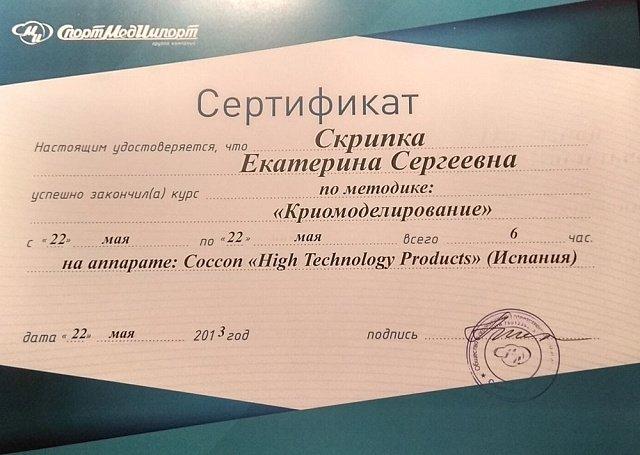 СпортМедИмпорт
группа компаний
Сертификат
Настоящим удостоверяется, что Скрипка
Екатерина Сергеевна
успешно закончил(а) курс по методике:
«Криомоделирование»
с «22» мая по «22» мая всего 6 час.
на аппарате: Coccon «High Technology Products» (Испания)
дата «22» мая 2013 год подпись